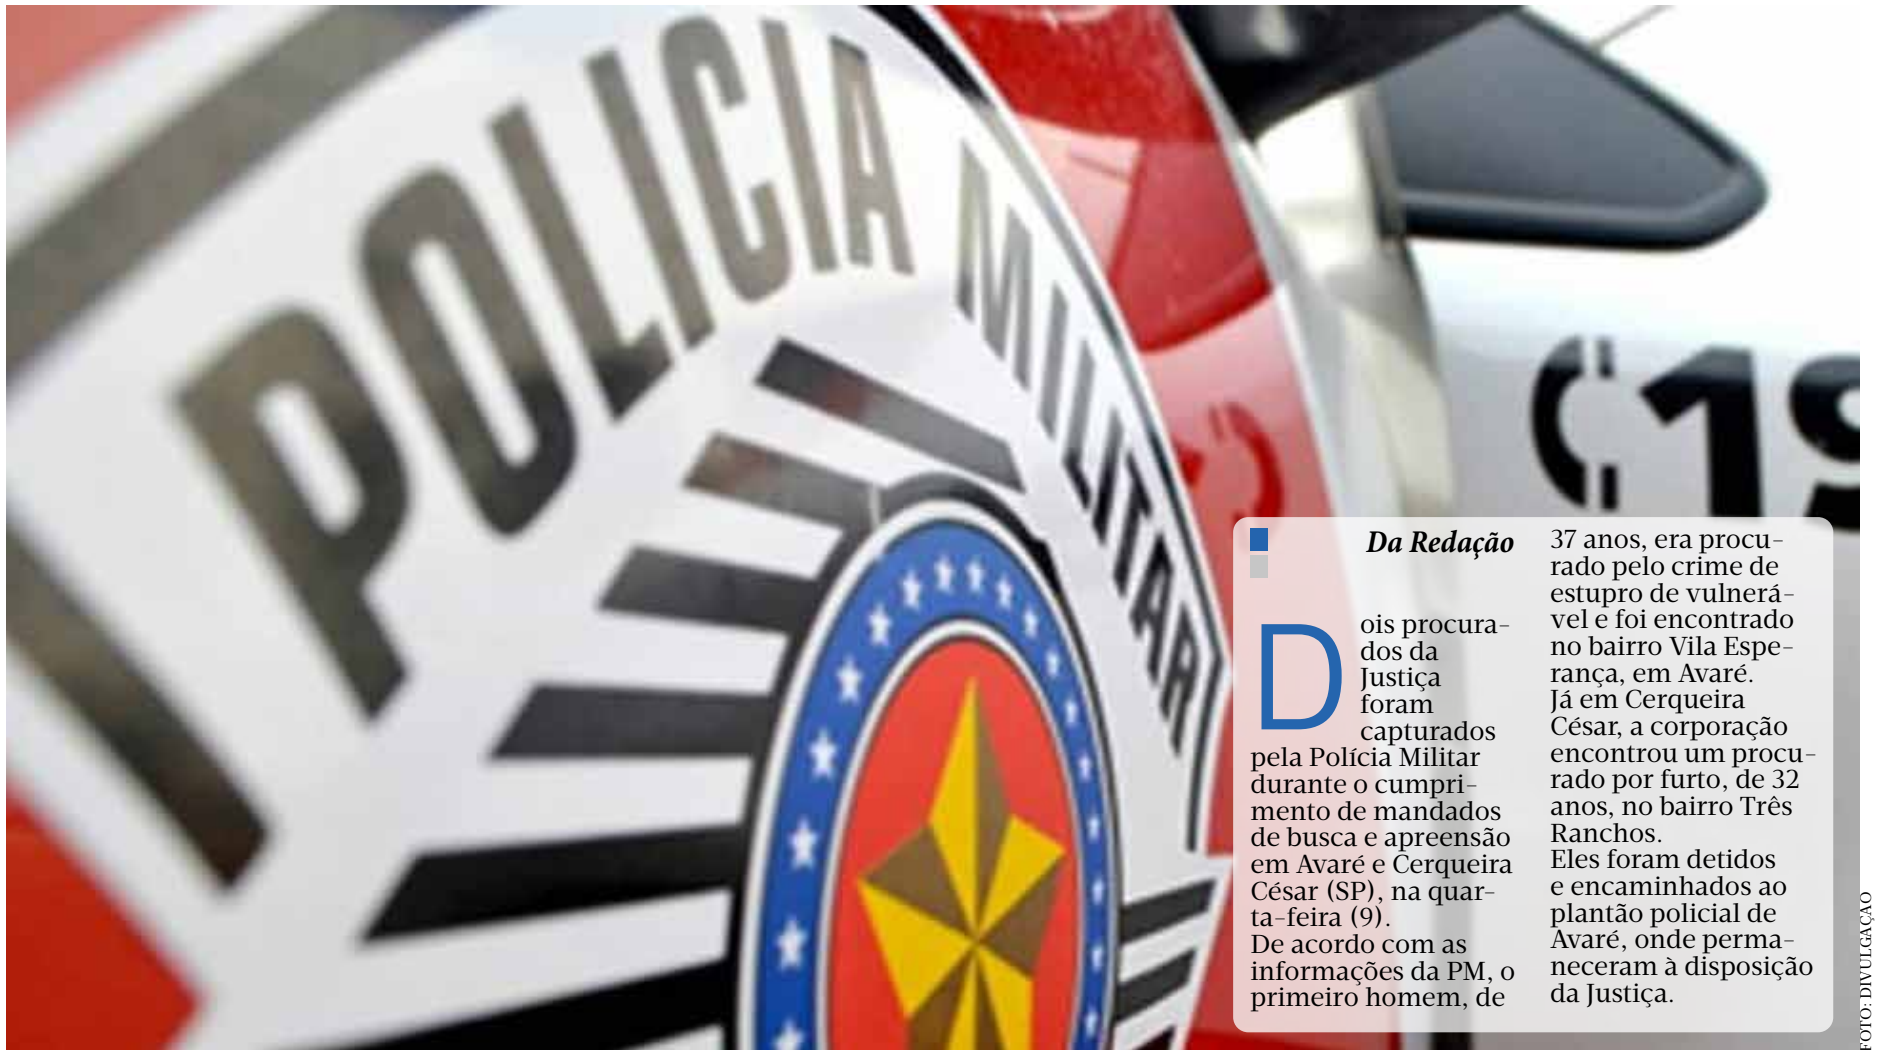 POLICIA MILITAR
19
Da Redação
Dois procura-
dos da
Justiça
foram
capturados
pela Polícia Militar
durante o cumpri-
mento de mandados
de busca e apreensão
em Avaré e Cerqueira
César (SP), na quar-
ta-feira (9).
De acordo com as
informações da PM, o
primeiro homem, de
37 anos, era procu-
rado pelo crime de
estupro de vulnerá-
vel e foi encontrado
no bairro Vila Espe-
rança, em Avaré.
Já em Cerqueira
César, a corporação
encontrou um procu-
rado por furto, de 32
anos, no bairro Três
Ranchos.
Eles foram detidos
e encaminhados ao
plantão policial de
Avaré, onde perma-
neceram à disposição
da Justiça.
FOTO: DIVULGAÇÃO